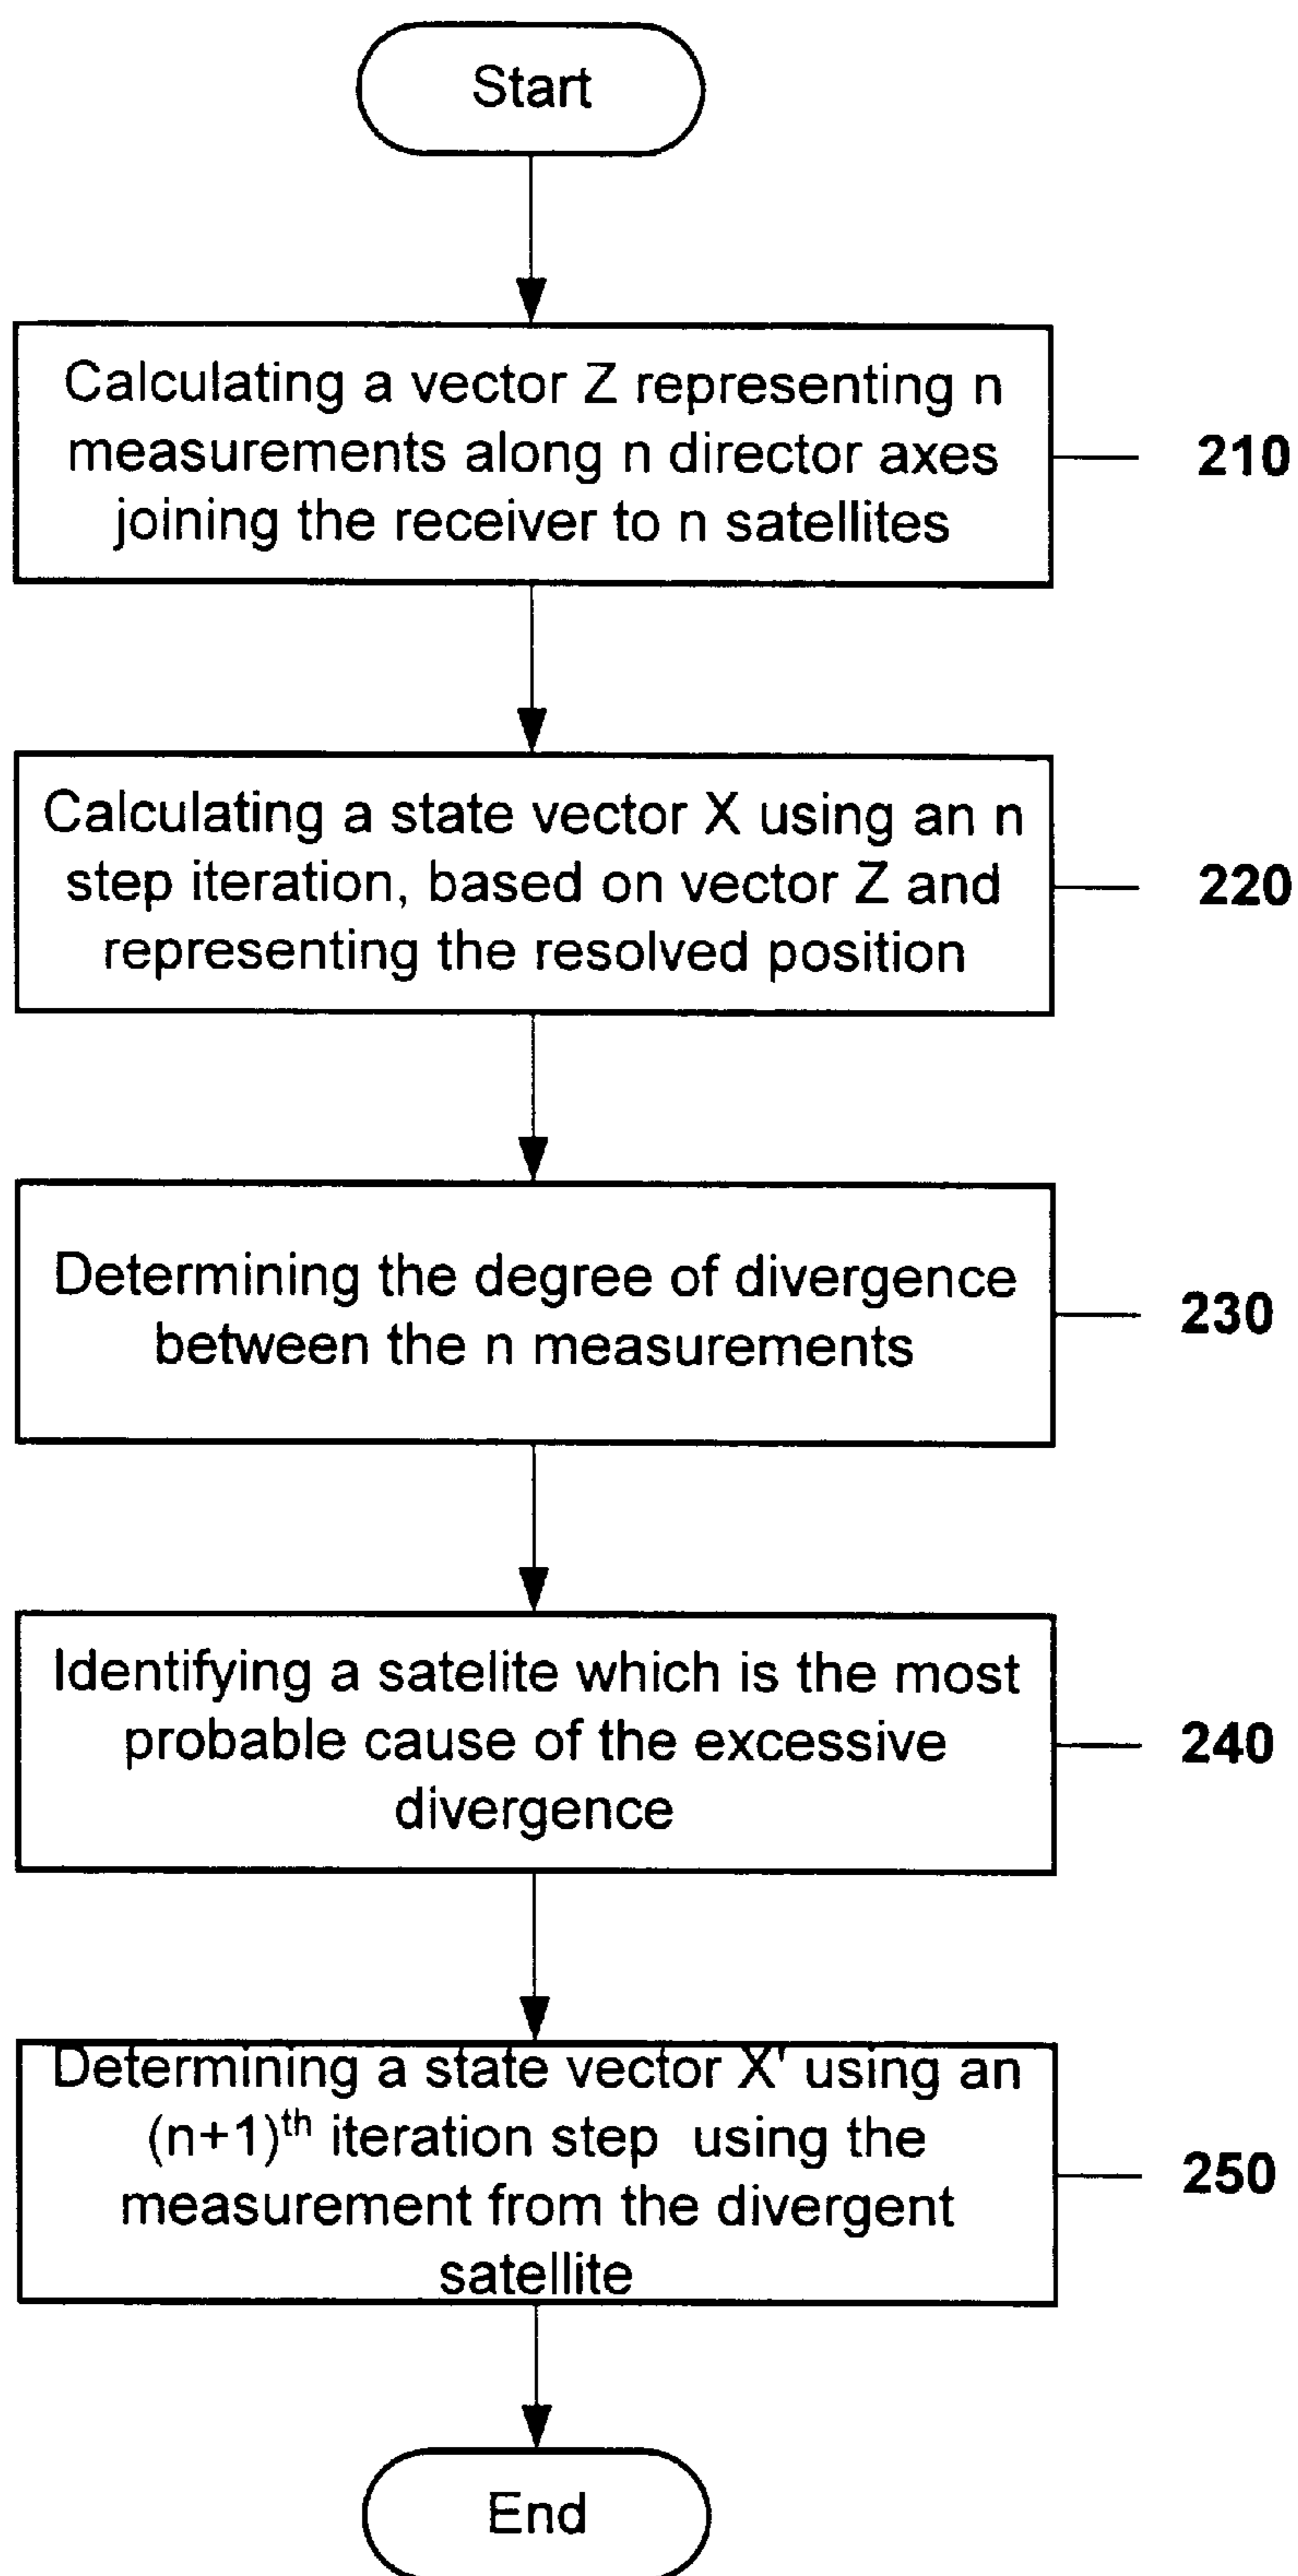 Start
Calculating a vector Z representing n
measurements along n director axes
joining the receiver to n satellites
210
Calculating a state vector X using an n
step iteration, based on vector Z and
representing the resolved position
220
Determining the degree of divergence
between the n measurements
230
Identifying a satelite which is the most
probable cause of the excessive
divergence
240
Determining a state vector X' using an
(n+1)th iteration step using the
measurement from the divergent
satellite
250
End